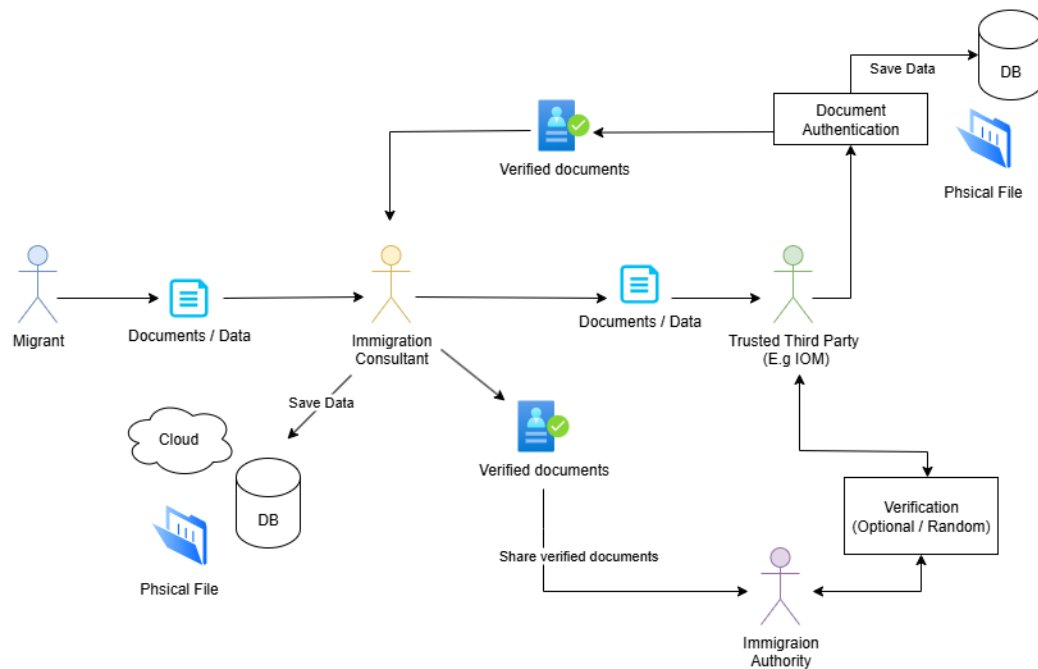 Save Data
DB
Document
Authentication
Verified documents
Phsical File
Migrant
Documents / Data
Immigration
Consultant
Documents / Data
Trusted Third Party
(E.g IOM)
Save Data
Cloud
DB
Phsical File
Verified documents
Verification
(Optional / Random)
Share verified documents
Immigraion
Authority